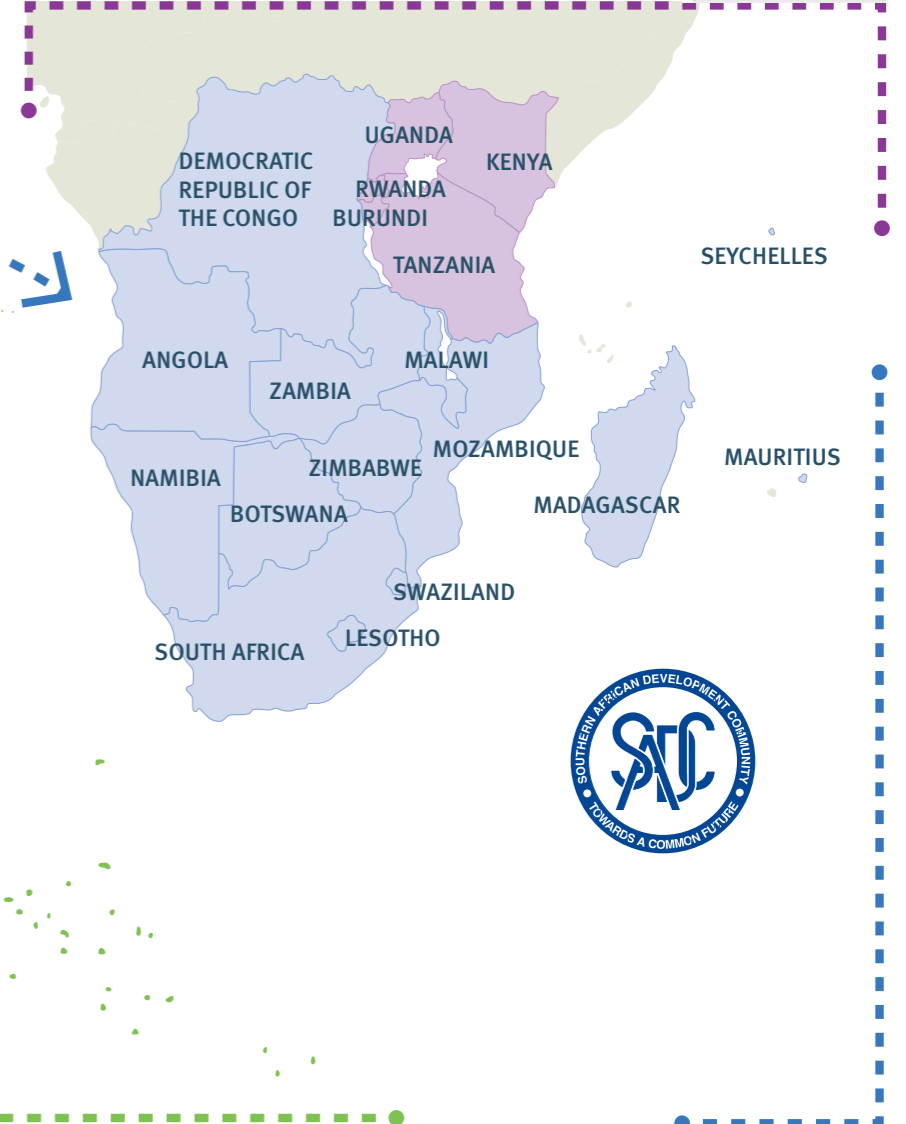 UGANDA
DEMOCRATIC
REPUBLIC OF
THE CONGO
KENYA
RWANDA
BURUNDI
TANZANIA
SEYCHELLES
ANGOLA
MALAWI
ZAMBIA
MOZAMBIQUE
MAURITIUS
NAMIBIA
ZIMBABWE
MADAGASCAR
BOTSWANA
SWAZILAND
LESOTHO
SOUTH AFRICA
SOUTHERN AFRICAN DEVELOPMENT COMMUNITY
SADC
TOWARDS A COMMON FUTURE